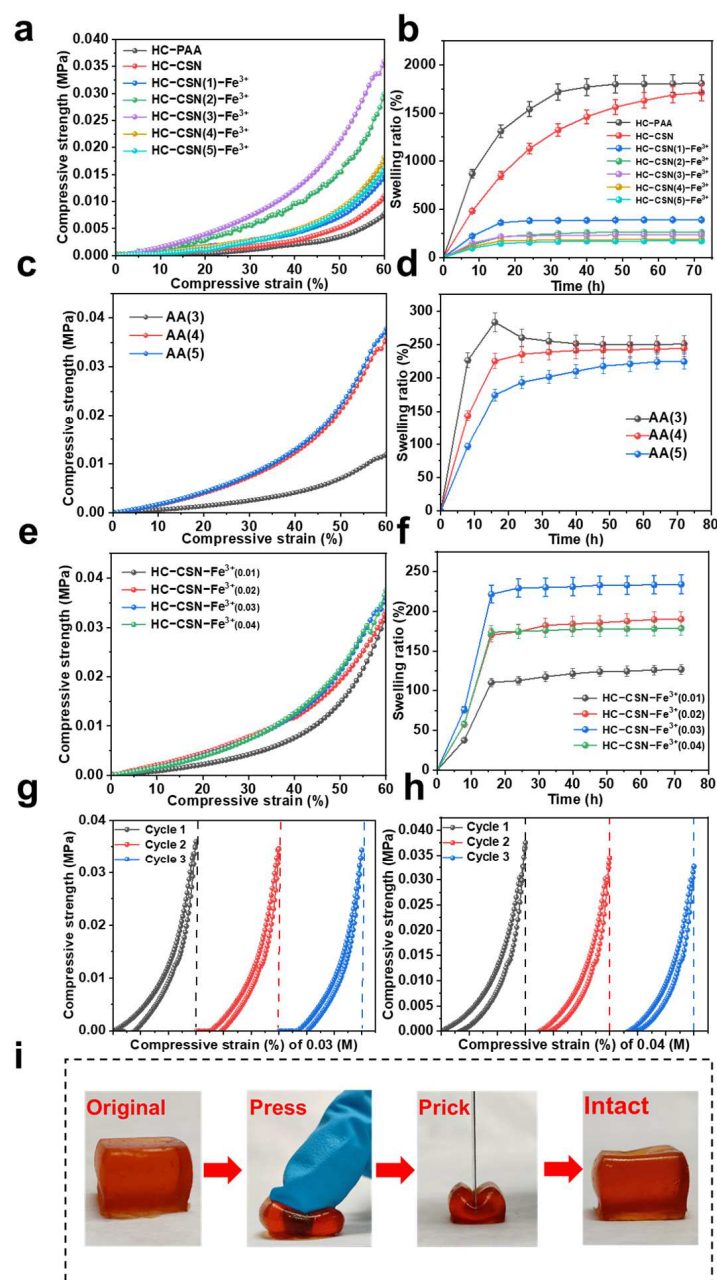 a
0.040
0.035
0.030
0.025
0.020
0.015
0.010
0.005
0.000
Compressive strength (MPa)
HC−PAA
HC−CSN
HC−CSN(1)−Fe³⁺
HC−CSN(2)−Fe³⁺
HC−CSN(3)−Fe³⁺
HC−CSN(4)−Fe³⁺
HC−CSN(5)−Fe³⁺
0 10 20 30 40 50 60
Compressive strain (%)
b
2000
1750
1500
1250
1000
750
500
250
0
Swelling ratio (%)
HC−PAA
HC−CSN
HC−CSN(1)−Fe³⁺
HC−CSN(2)−Fe³⁺
HC−CSN(3)−Fe³⁺
HC−CSN(4)−Fe³⁺
HC−CSN(5)−Fe³⁺
0 10 20 30 40 50 60 70
Time (h)
c
0.04
0.03
0.02
0.01
0.00
Compressive strength (MPa)
AA(3)
AA(4)
AA(5)
0 10 20 30 40 50 60
Compressive strain (%)
d
300
250
200
150
100
50
0
Swelling ratio (%)
AA(3)
AA(4)
AA(5)
0 10 20 30 40 50 60 70 80
Time (h)
e
0.04
0.03
0.02
0.01
0.00
Compressive strength (MPa)
HC−CSN−Fe³⁺(0.01)
HC−CSN−Fe³⁺(0.02)
HC−CSN−Fe³⁺(0.03)
HC−CSN−Fe³⁺(0.04)
0 10 20 30 40 50 60
Compressive strain (%)
f
250
200
150
100
50
0
Swelling ratio (%)
HC−CSN−Fe³⁺(0.01)
HC−CSN−Fe³⁺(0.02)
HC−CSN−Fe³⁺(0.03)
HC−CSN−Fe³⁺(0.04)
0 10 20 30 40 50 60 70 80
Time (h)
g
0.04
0.03
0.02
0.01
0.00
Compressive strength (MPa)
Cycle 1
Cycle 2
Cycle 3
Compressive strain (%) of 0.03 (M)
h
0.040
0.035
0.030
0.025
0.020
0.015
0.010
0.005
0.000
Compressive strength (MPa)
Cycle 1
Cycle 2
Cycle 3
Compressive strain (%) of 0.04 (M)
i
Original
Press
Prick
Intact